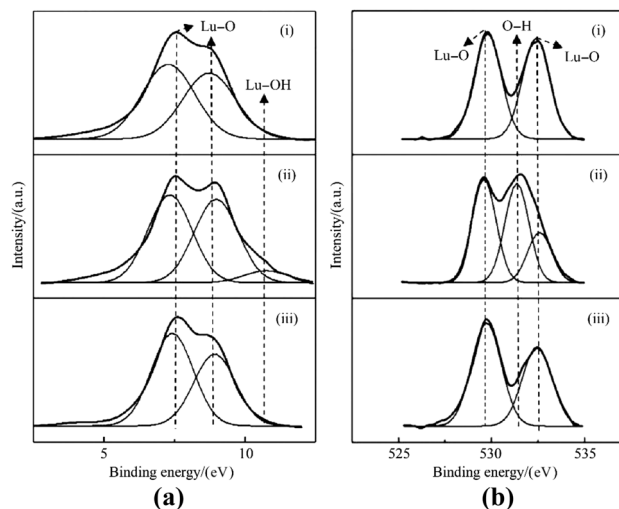 Lu–O
(i)
Lu–OH
(ii)
(iii)
Intensity/(a.u.)
5
10
Binding energy/(eV)
(a)
O–H
(i)
Lu–O
Lu–O
(ii)
(iii)
Intensity/(a.u.)
525
530
535
Binding energy/(eV)
(b)